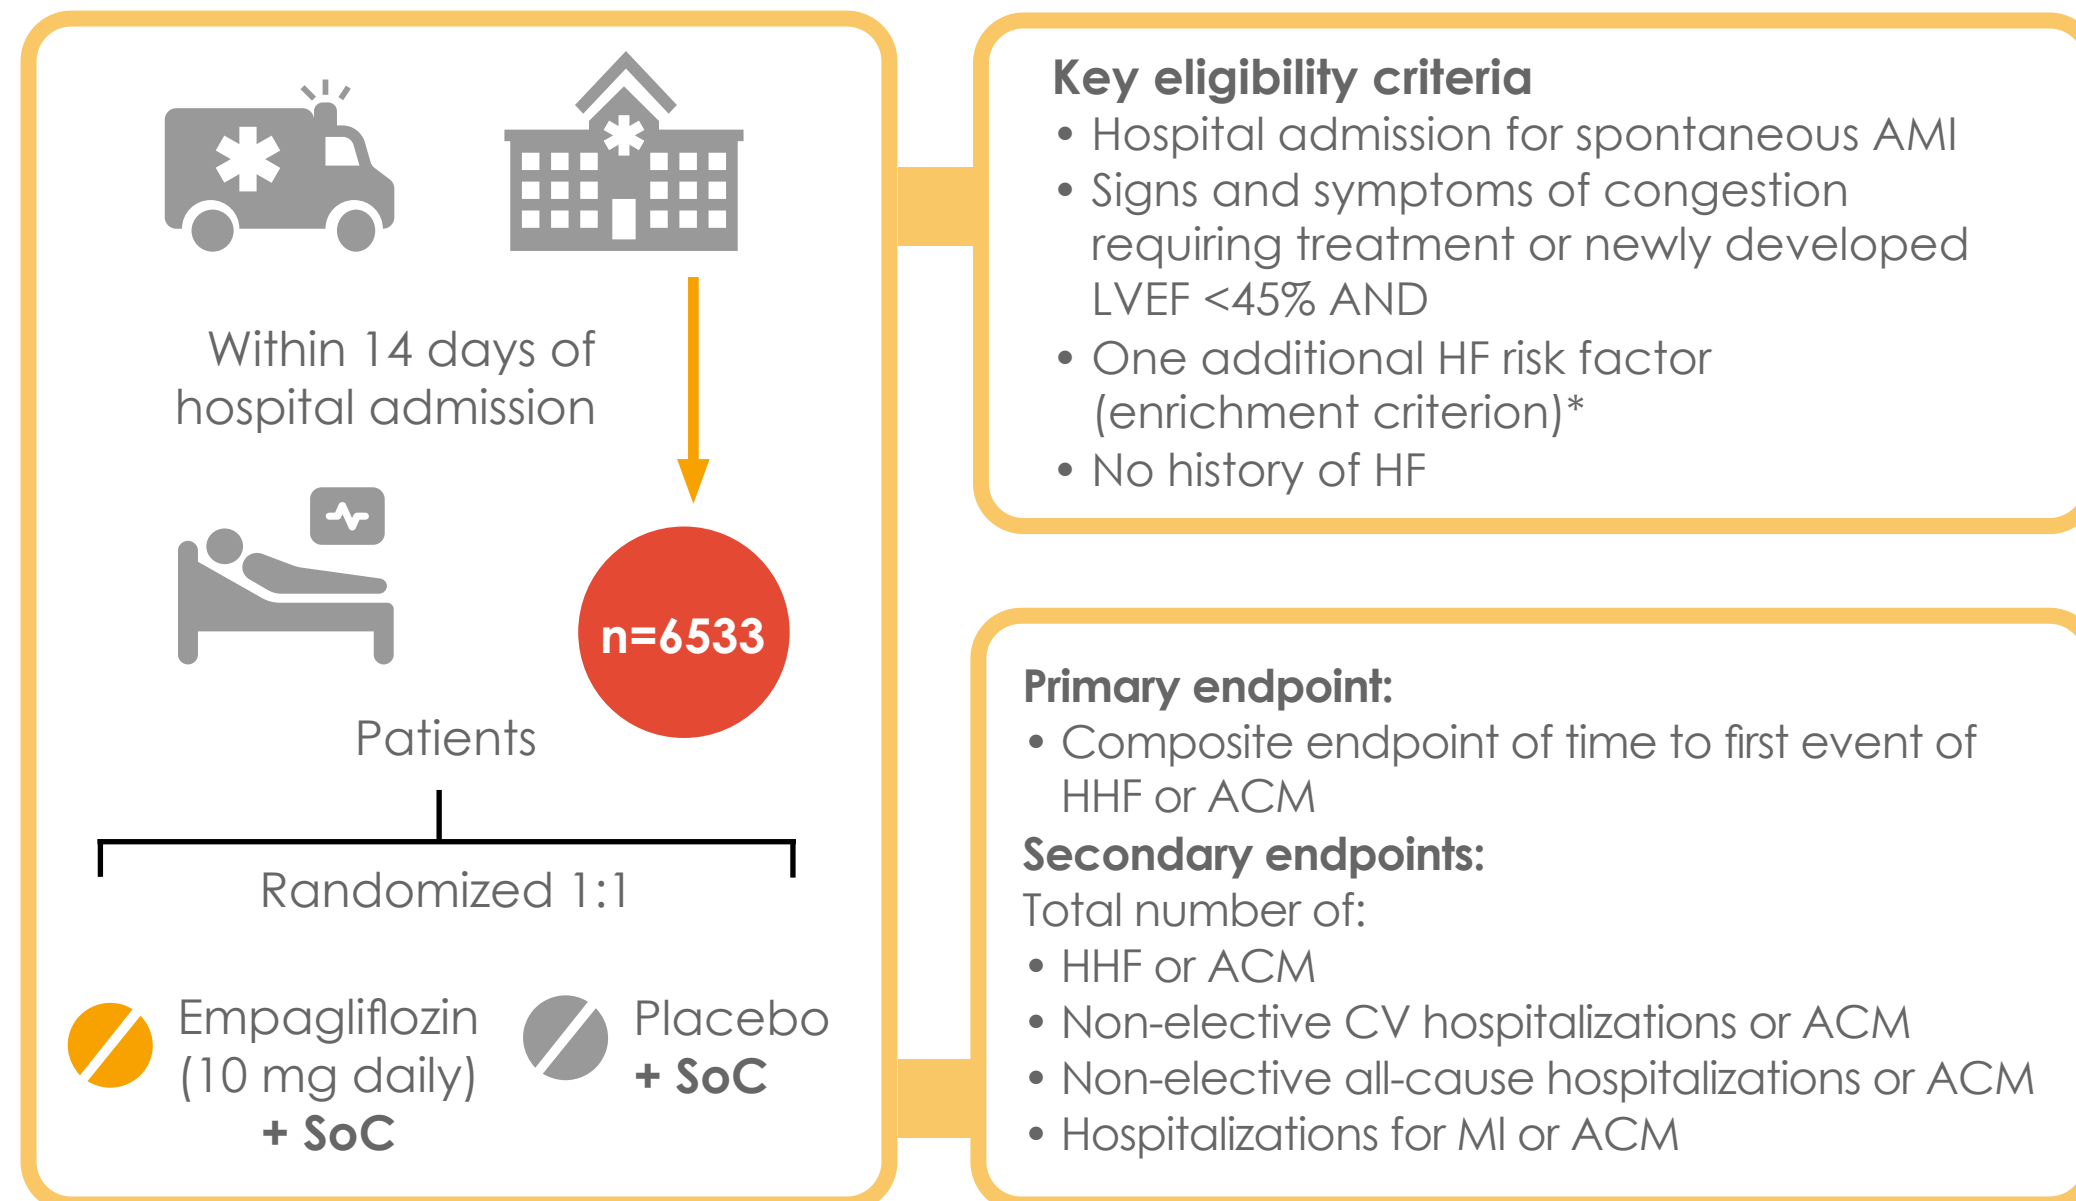 Within 14 days of
hospital admission
n=6533
Patients
Randomized 1:1
Empagliflozin
(10 mg daily)
+ SoC
Placebo
+ SoC
Key eligibility criteria
• Hospital admission for spontaneous AMI
• Signs and symptoms of congestion
requiring treatment or newly developed
LVEF <45% AND
• One additional HF risk factor
(enrichment criterion)*
• No history of HF
Primary endpoint:
• Composite endpoint of time to first event of
HHF or ACM
Secondary endpoints:
Total number of:
• HHF or ACM
• Non-elective CV hospitalizations or ACM
• Non-elective all-cause hospitalizations or ACM
• Hospitalizations for MI or ACM